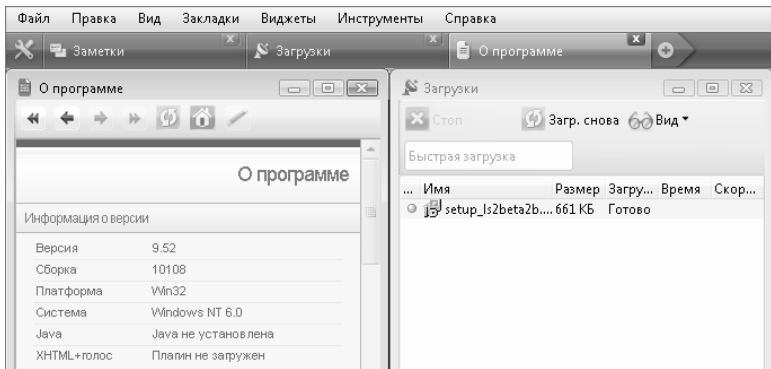 Файл Правка Вид Закладки Виджеты Инструменты Справка
Заметки Загрузки О программе
О программе
О программе
Информация о версии
Версия 9.52
Сборка 10108
Платформа Win32
Система Windows NT 6.0
Java Java не установлена
XHTML+голос Плагин не загружен
Загрузки
Стоп Загр. снова Вид
Быстрая загрузка
... Имя Размер Загру... Время Скор...
setup_ls2beta2b.... 661 КБ Готово